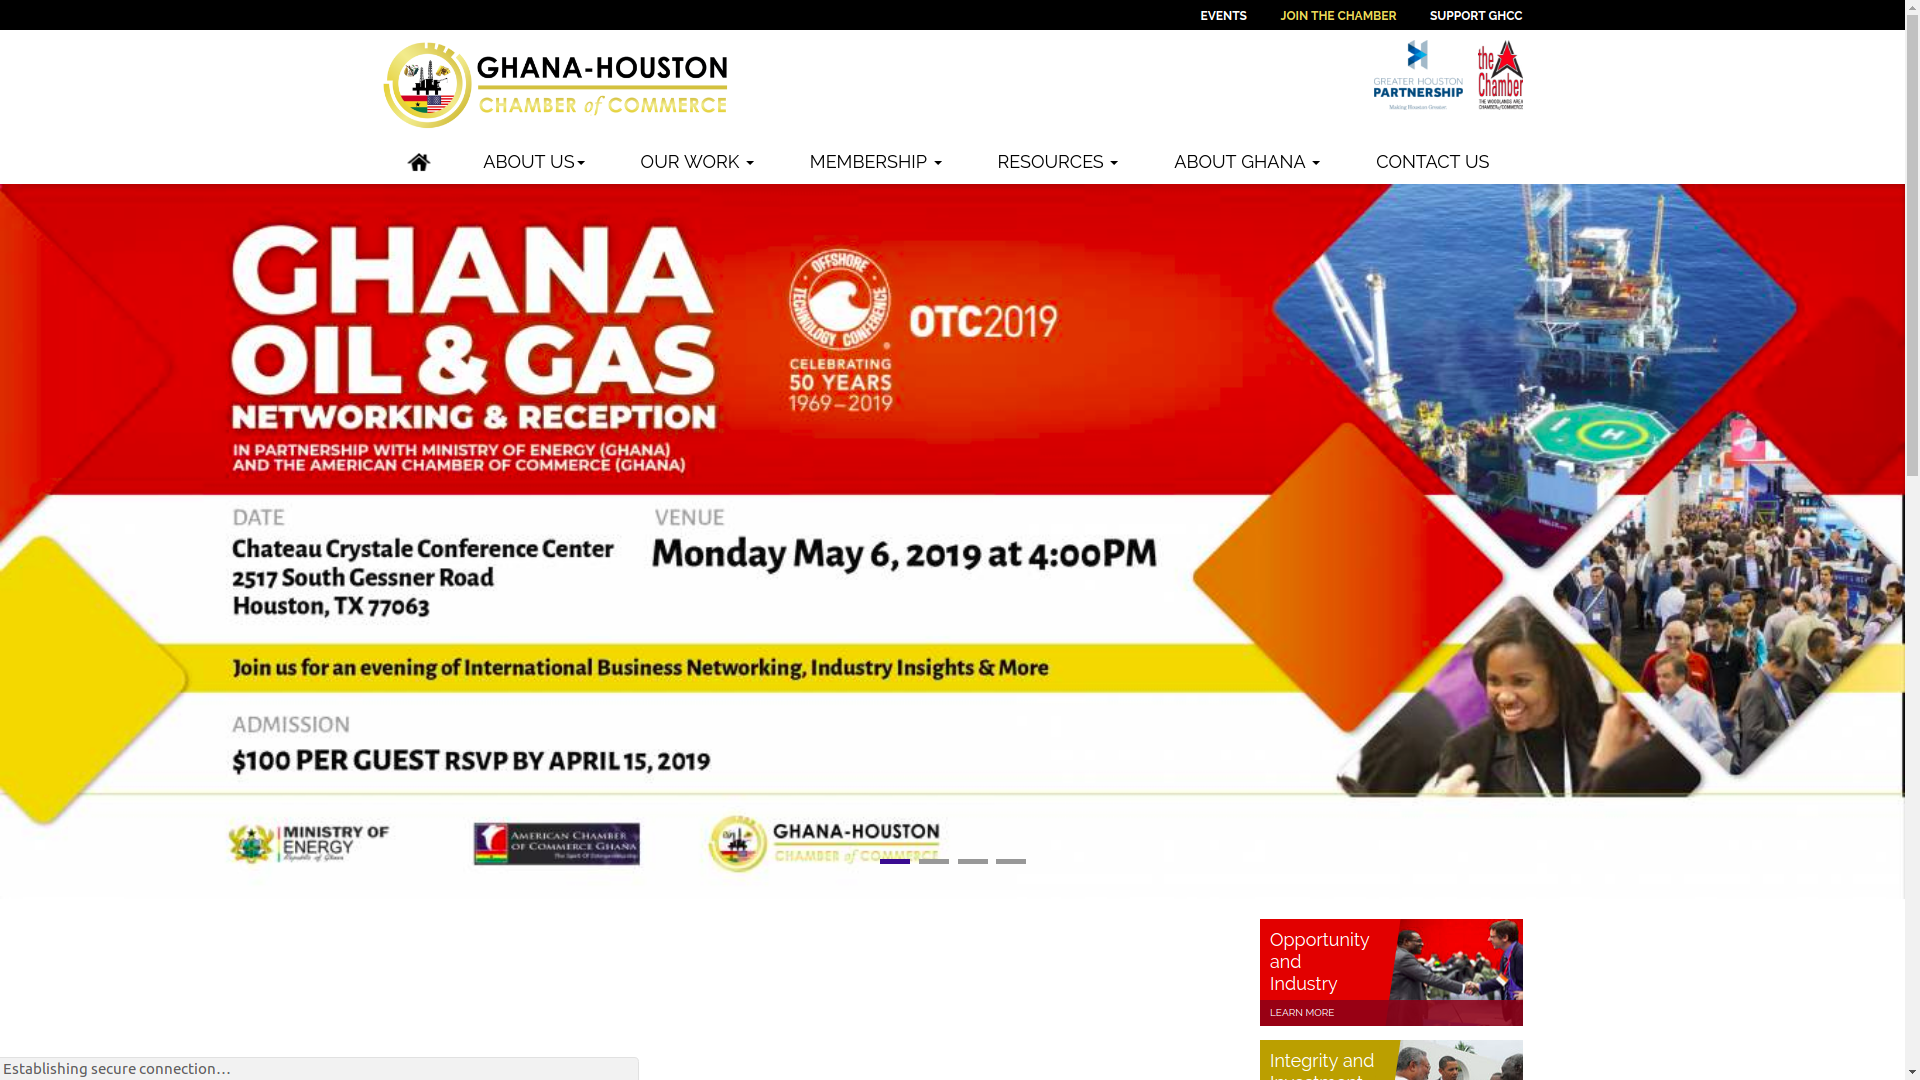 EVENTS
JOIN THE CHAMBER
SUPPORT GHCC
GHANA-HOUSTON
CHAMBER of COMMERCE
GREATER HOUSTON
PARTNERSHIP
Making Houston Greater
the
Chamber
THE WOODLANDS AREA
CHAMBER of COMMERCE
ABOUT US
OUR WORK
MEMBERSHIP
RESOURCES
ABOUT GHANA
CONTACT US
GHANA
OIL & GAS
NETWORKING & RECEPTION
IN PARTNERSHIP WITH MINISTRY OF ENERGY (GHANA)
AND THE AMERICAN CHAMBER OF COMMERCE (GHANA)
OFFSHORE
TECHNOLOGY CONFERENCE
®
CELEBRATING
50 YEARS
1969–2019
OTC2019
DATE
Chateau Crystale Conference Center
2517 South Gessner Road
Houston, TX 77063
VENUE
Monday May 6, 2019 at 4:00PM
Join us for an evening of International Business Networking, Industry Insights & More
ADMISSION
$100 PER GUEST RSVP BY APRIL 15, 2019
MINISTRY OF
ENERGY
Republic of Ghana
AMERICAN CHAMBER
OF COMMERCE GHANA
GHANA-HOUSTON
CHAMBER of COMMERCE
Opportunity
and
Industry
LEARN MORE
Integrity and
Investment
Establishing secure connection…